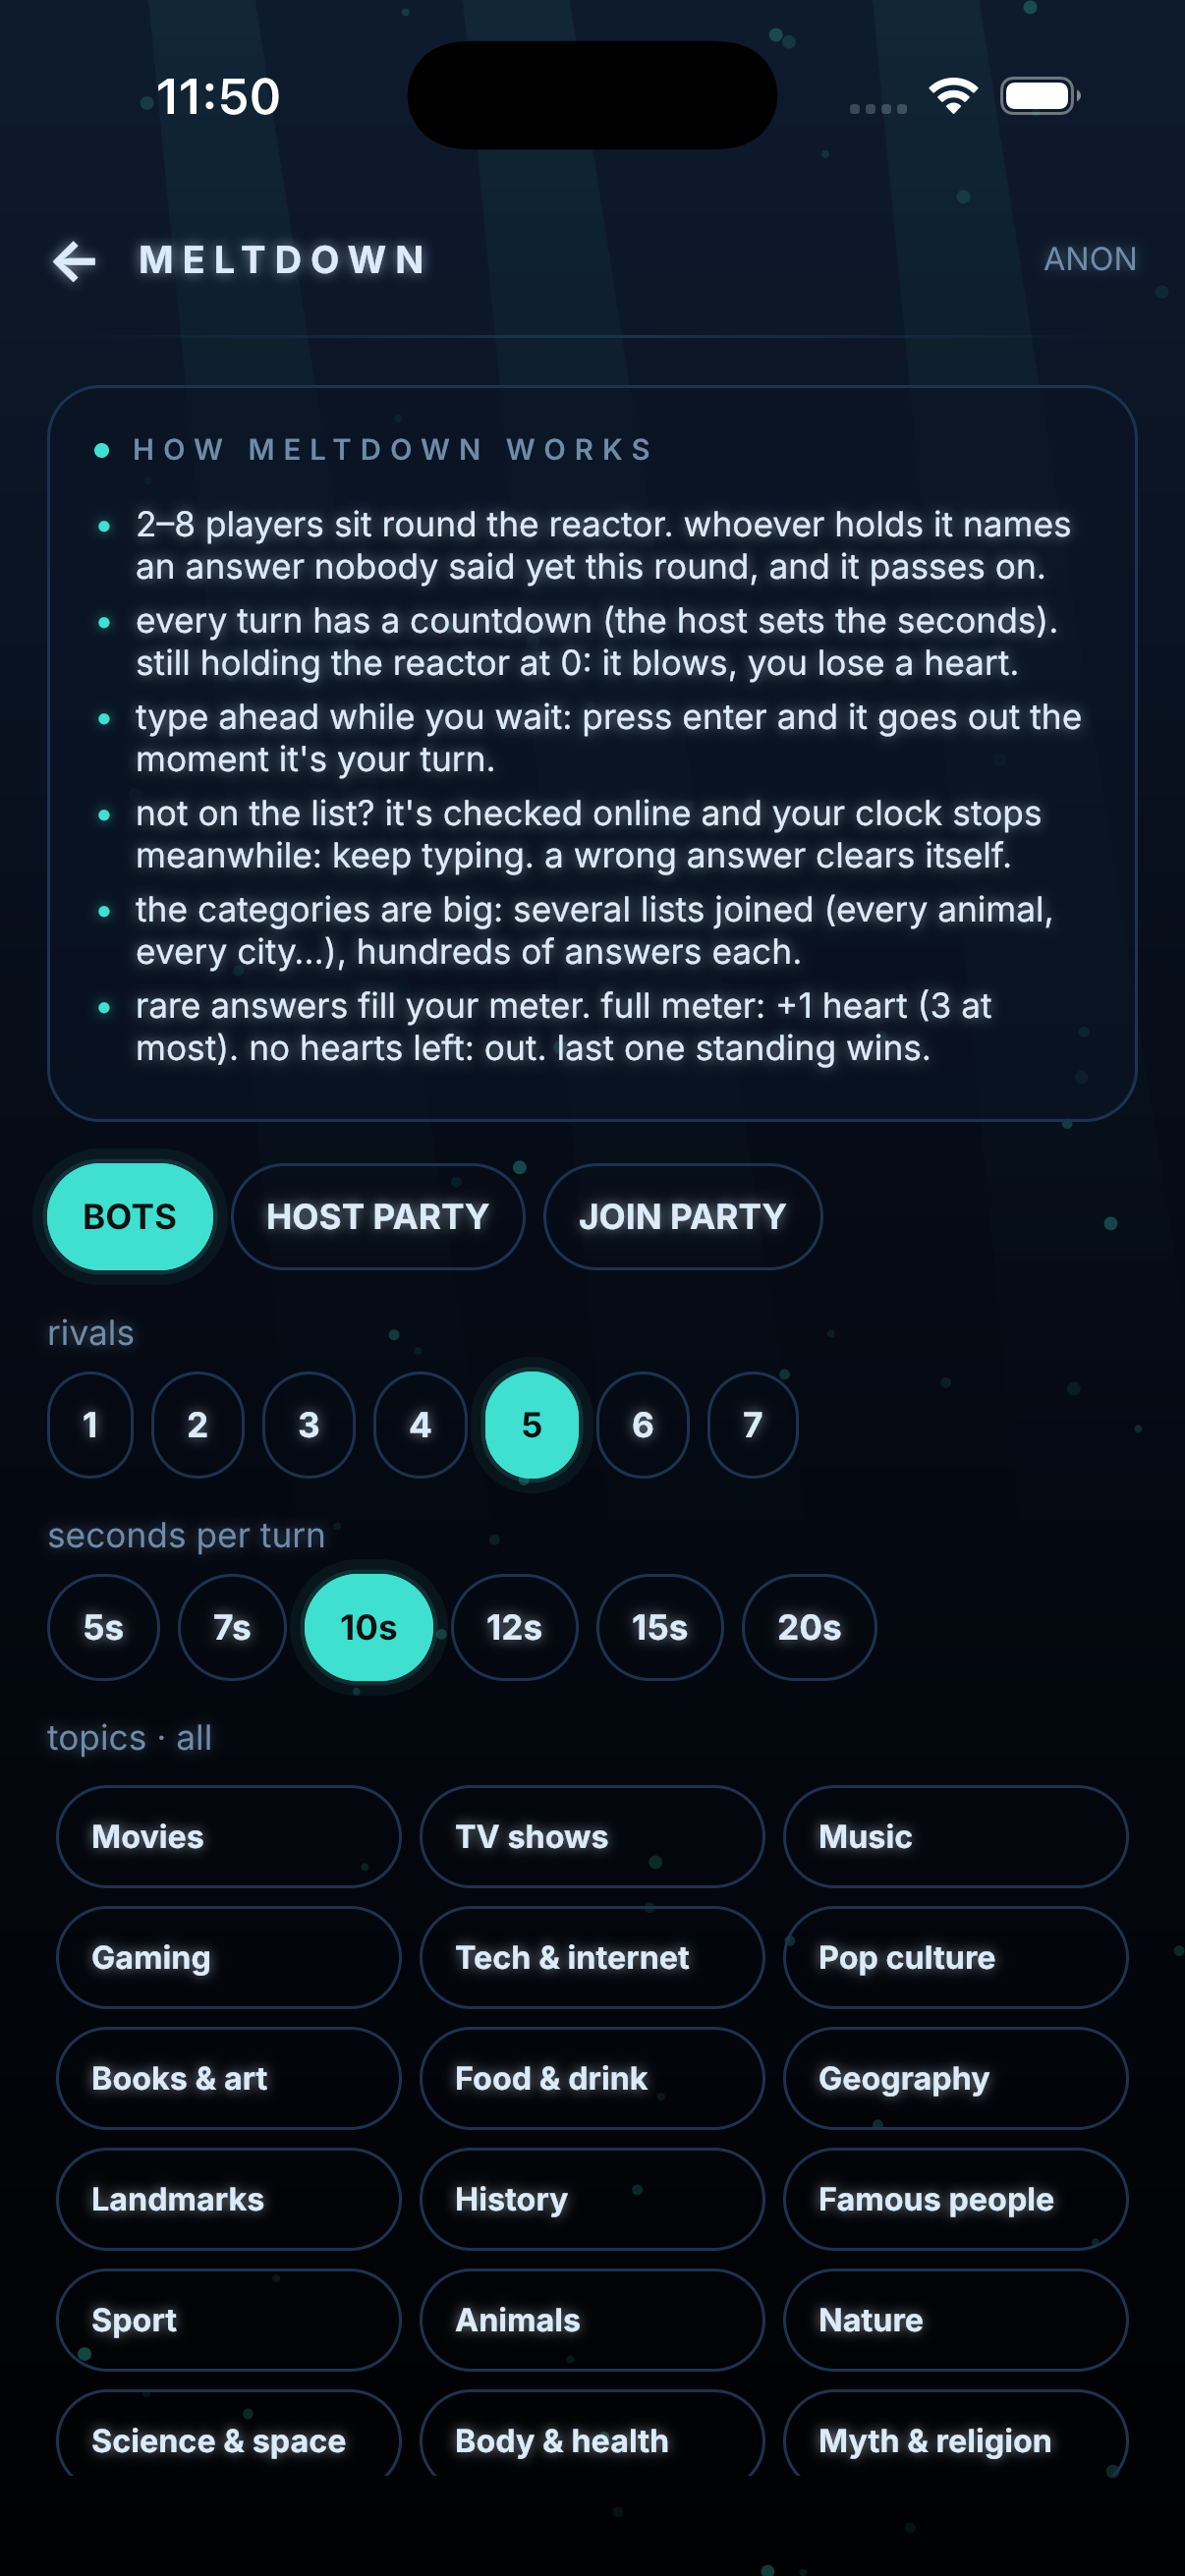 11:50
MELTDOWN
ANON
HOW MELTDOWN WORKS
2–8 players sit round the reactor. whoever holds it names
an answer nobody said yet this round, and it passes on.
every turn has a countdown (the host sets the seconds).
still holding the reactor at 0: it blows, you lose a heart.
type ahead while you wait: press enter and it goes out the
moment it's your turn.
not on the list? it's checked online and your clock stops
meanwhile: keep typing. a wrong answer clears itself.
the categories are big: several lists joined (every animal,
every city…), hundreds of answers each.
rare answers fill your meter. full meter: +1 heart (3 at
most). no hearts left: out. last one standing wins.
BOTS HOST PARTY JOIN PARTY
rivals
1 2 3 4 5 6 7
seconds per turn
5s 7s 10s 12s 15s 20s
topics · all
Movies TV shows Music
Gaming Tech & internet Pop culture
Books & art Food & drink Geography
Landmarks History Famous people
Sport Animals Nature
Science & space Body & health Myth & religion